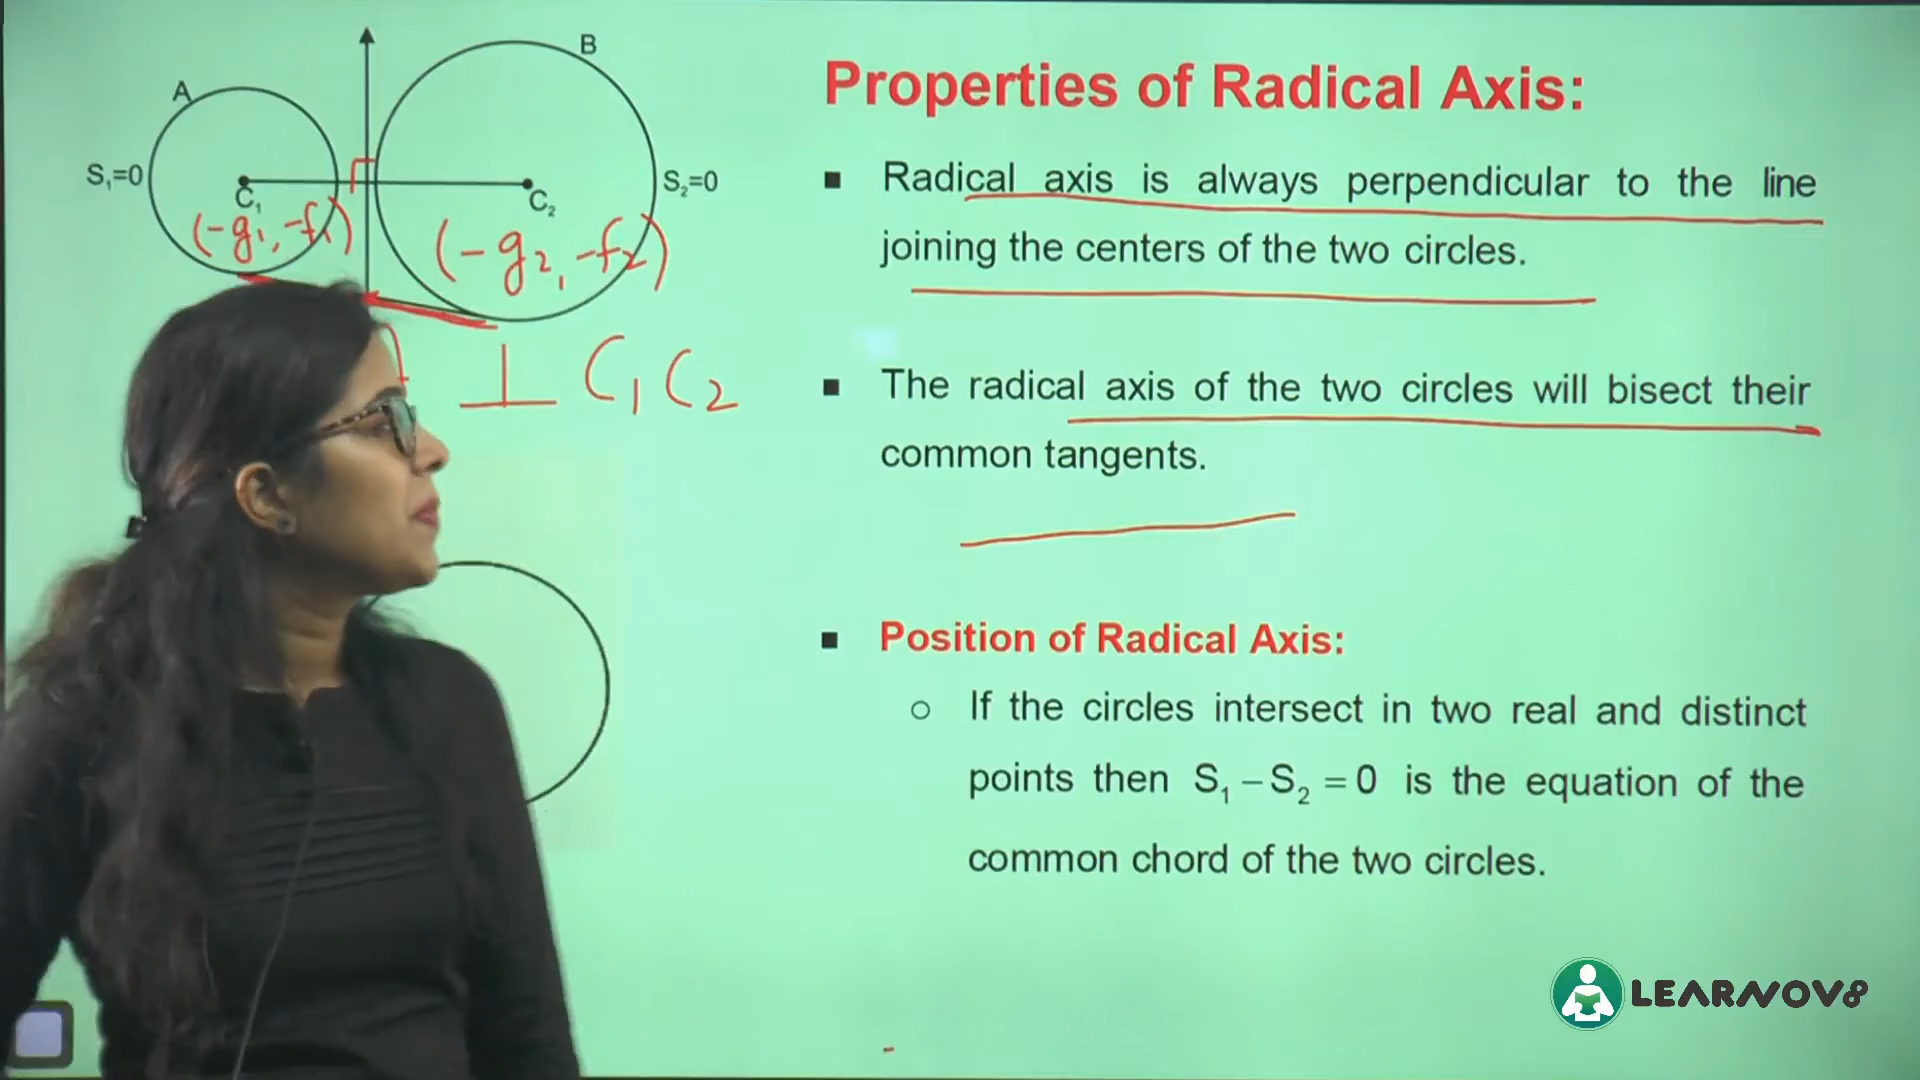 A
B
S₁=0
C₁
C₂
S₂=0
(-g₁, -f₁)
(-g₂, -f₂)
⊥ C₁ C₂
Properties of Radical Axis:
▪ Radical axis is always perpendicular to the line
joining the centers of the two circles.
▪ The radical axis of the two circles will bisect their
common tangents.
▪ Position of Radical Axis:
○ If the circles intersect in two real and distinct
points then S₁ – S₂ = 0 is the equation of the
common chord of the two circles.
LEARNOV8